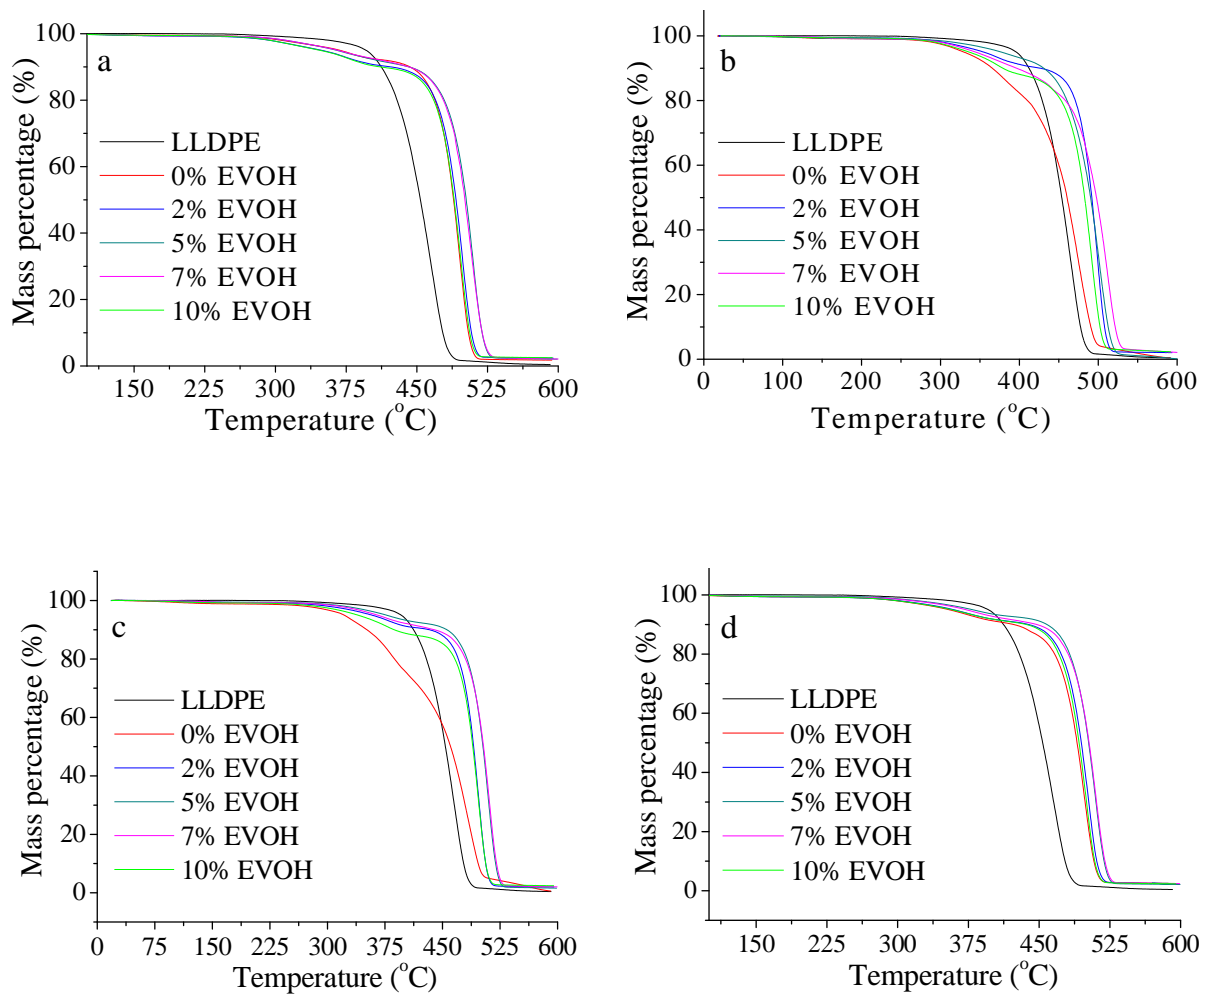 a
Mass percentage (%)
100
80
60
40
20
0
LLDPE
0% EVOH
2% EVOH
5% EVOH
7% EVOH
10% EVOH
150 225 300 375 450 525 600
Temperature (°C)
b
Mass percentage (%)
100
80
60
40
20
0
LLDPE
0% EVOH
2% EVOH
5% EVOH
7% EVOH
10% EVOH
0 100 200 300 400 500 600
Temperature (°C)
c
Mass percentage (%)
100
80
60
40
20
0
LLDPE
0% EVOH
2% EVOH
5% EVOH
7% EVOH
10% EVOH
0 75 150 225 300 375 450 525 600
Temperature (°C)
d
Mass percentage (%)
100
80
60
40
20
0
LLDPE
0% EVOH
2% EVOH
5% EVOH
7% EVOH
10% EVOH
150 225 300 375 450 525 600
Temperature (°C)